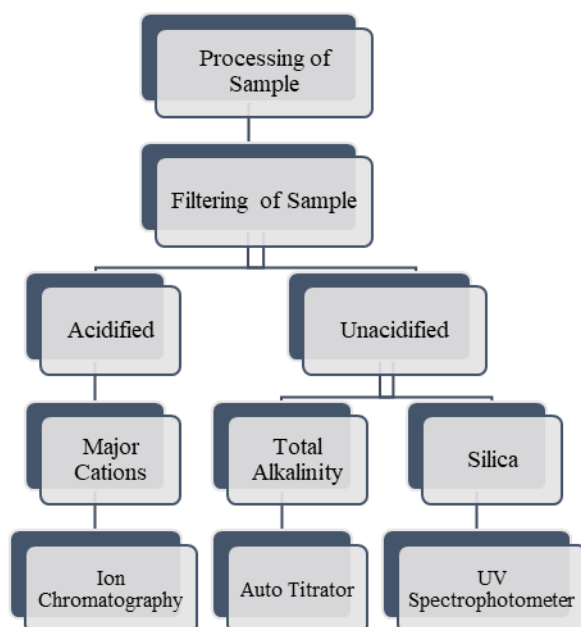 Processing of
Sample
Filtering of Sample
Acidified
Unacidified
Major
Cations
Total
Alkalinity
Silica
Ion
Chromatography
Auto Titrator
UV
Spectrophotometer